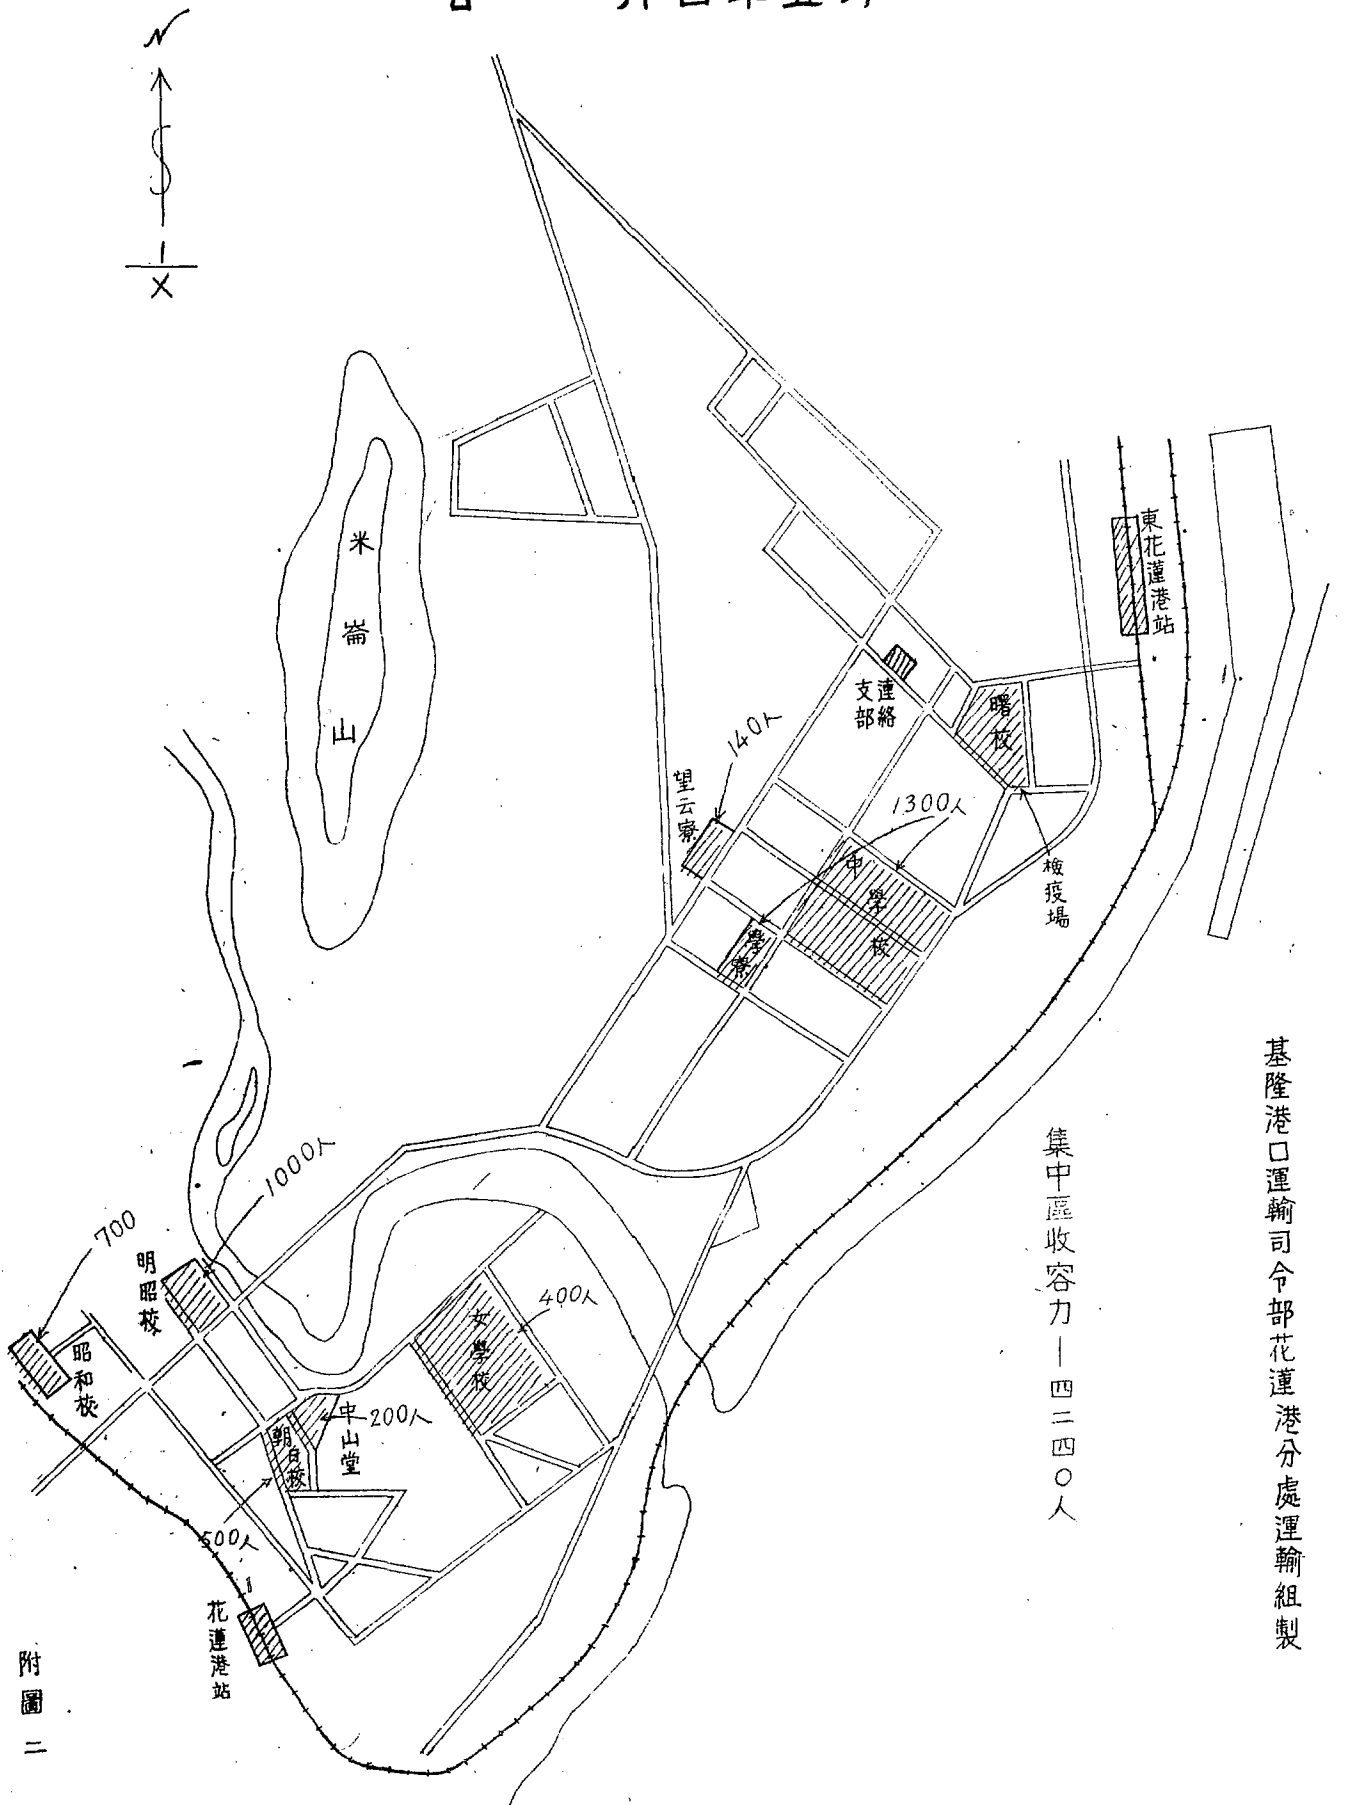 N
S
1
X
米崙山
東花蓮港站
連絡
支部
曙校
140人
望云寮
1300人
中學校
學寮
檢疫場
基隆港口運輸司令部花蓮港分處運輸組製
集中區收容力—四二四〇人
1000人
700
明昭校
昭和校
400人
女學校
200人
中山堂
朝日校
500人
花蓮港站
附圖二